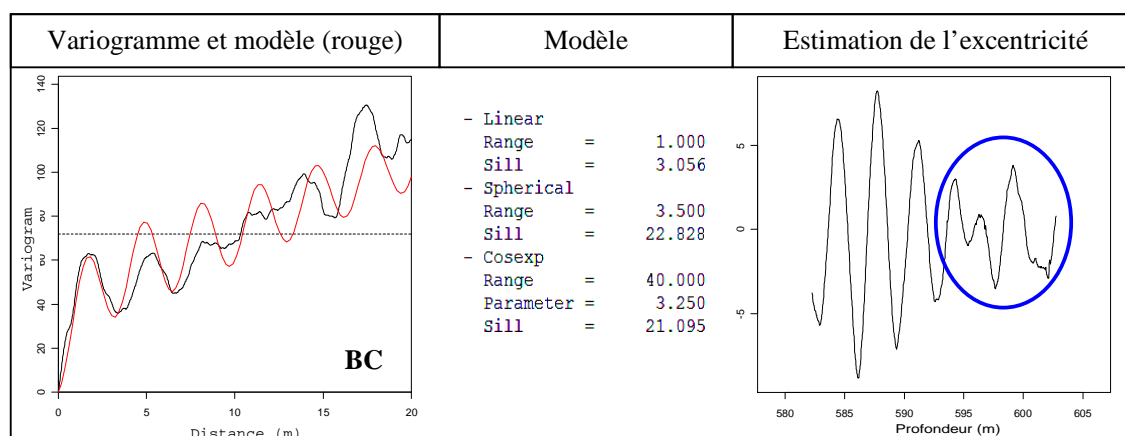 Variogramme et modèle (rouge)
Modèle
Estimation de l'excentricité
Variogram
140
120
100
80
60
40
20
0
0 5 10 15 20
Distance (m)
BC
- Linear
Range = 1.000
Sill = 3.056
- Spherical
Range = 3.500
Sill = 22.828
- Cosexp
Range = 40.000
Parameter = 3.250
Sill = 21.095
5
0
-5
580 585 590 595 600 605
Profondeur (m)